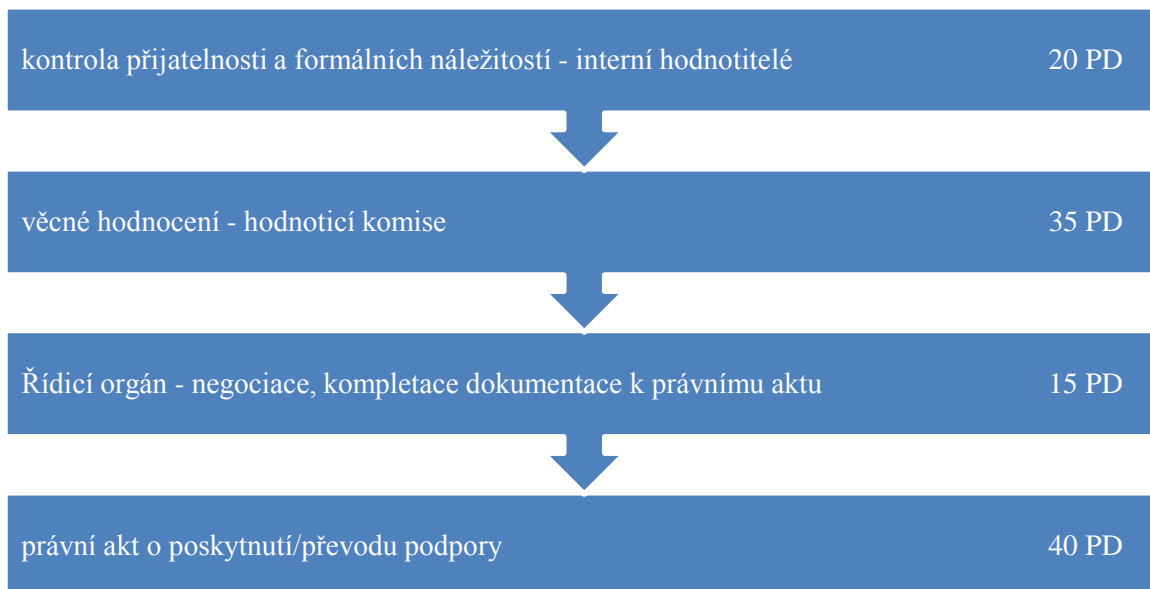 kontrola přijatelnosti a formálních náležitostí - interní hodnotitelé 20 PD
věcné hodnocení - hodnoticí komise 35 PD
Řídicí orgán - negociace, kompletace dokumentace k právnímu aktu 15 PD
právní akt o poskytnutí/převodu podpory 40 PD